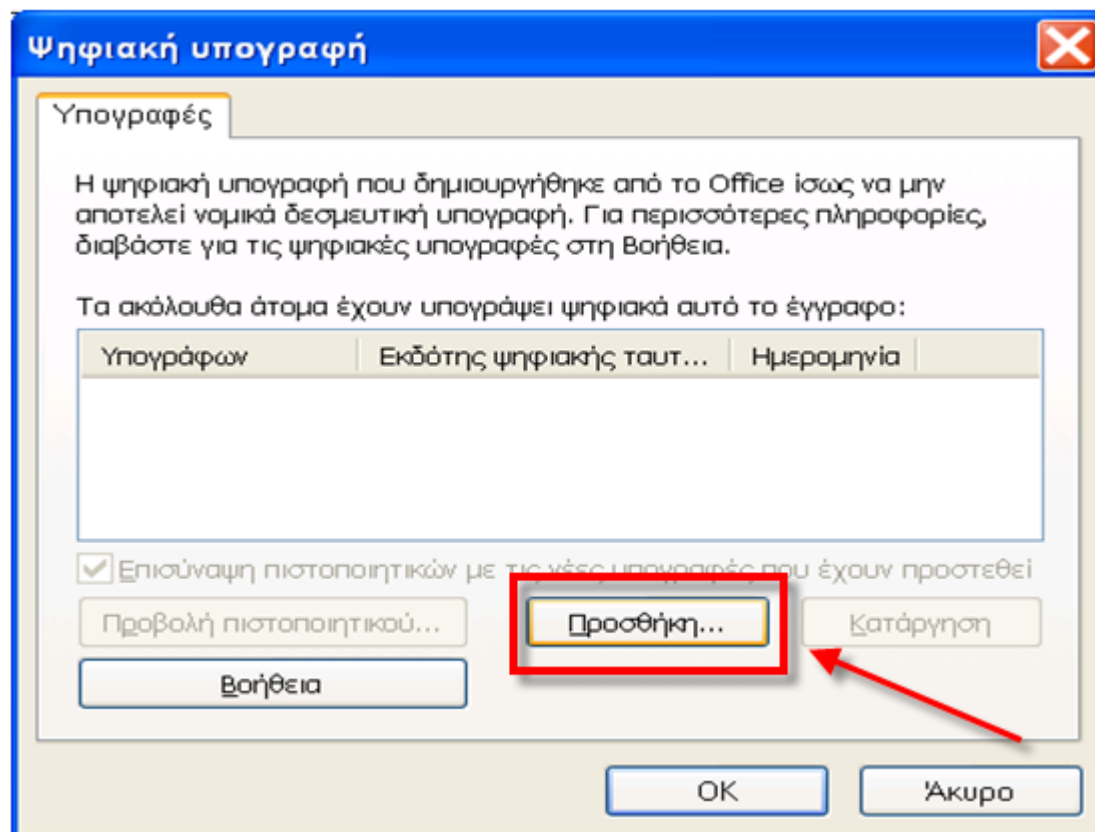 Ψηφιακή υπογραφή
Υπογραφές
Η ψηφιακή υπογραφή που δημιουργήθηκε από το Office ίσως να μην
αποτελεί νομικά δεσμευτική υπογραφή. Για περισσότερες πληροφορίες,
διαβάστε για τις ψηφιακές υπογραφές στη Βοήθεια.
Τα ακόλουθα άτομα έχουν υπογράψει ψηφιακά αυτό το έγγραφο:
Υπογράφων Εκδότης ψηφιακής ταυτ... Ημερομηνία
Επισύναψη πιστοποιητικών με τις νέες υπογραφές που έχουν προστεθεί
Προβολή πιστοποιητικού... Προσθήκη... Κατάργηση
Βοήθεια
OK Άκυρο